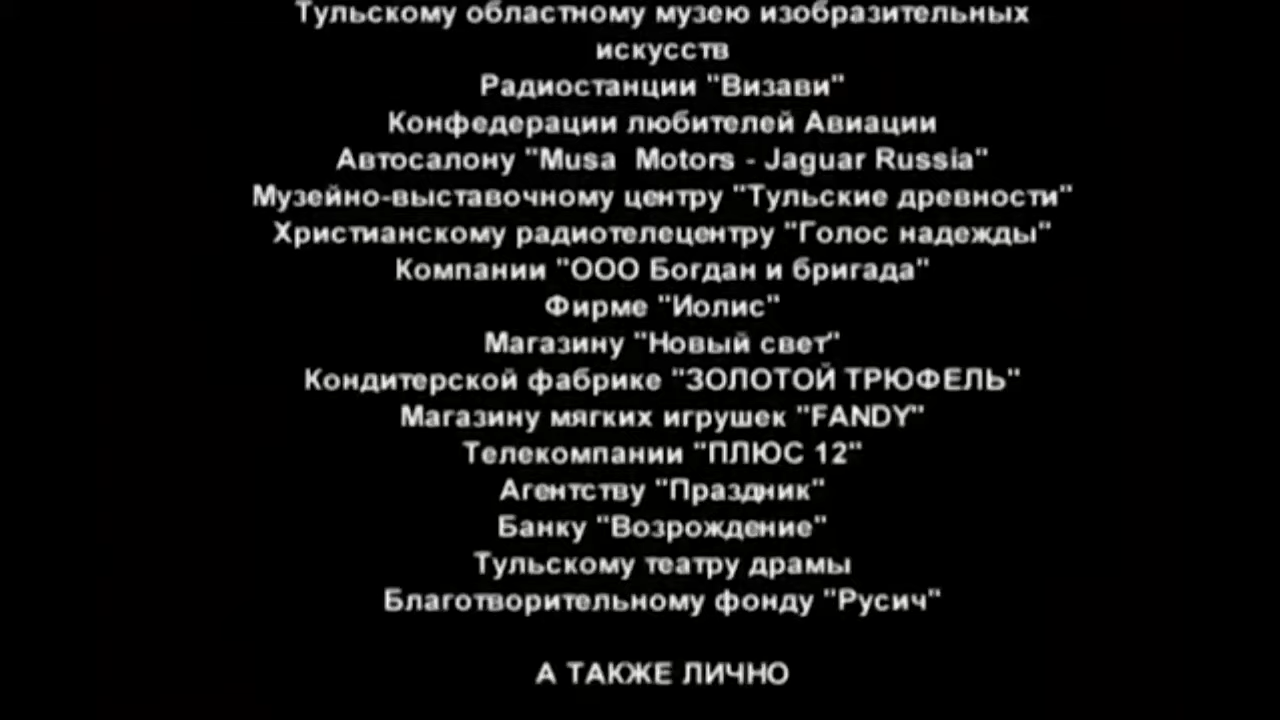 Тульскому областному музею изобразительных
искусств
Радиостанции "Визави"
Конфедерации любителей Авиации
Автосалону "Musa Motors - Jaguar Russia"
Музейно-выставочному центру "Тульские древности"
Христианскому радиотелецентру "Голос надежды"
Компании "ООО Богдан и бригада"
Фирме "Иолис"
Магазину "Новый свет"
Кондитерской фабрике "ЗОЛОТОЙ ТРЮФЕЛЬ"
Магазину мягких игрушек "FANDY"
Телекомпании "ПЛЮС 12"
Агентству "Праздник"
Банку "Возрождение"
Тульскому театру драмы
Благотворительному фонду "Русич"
А ТАКЖЕ ЛИЧНО